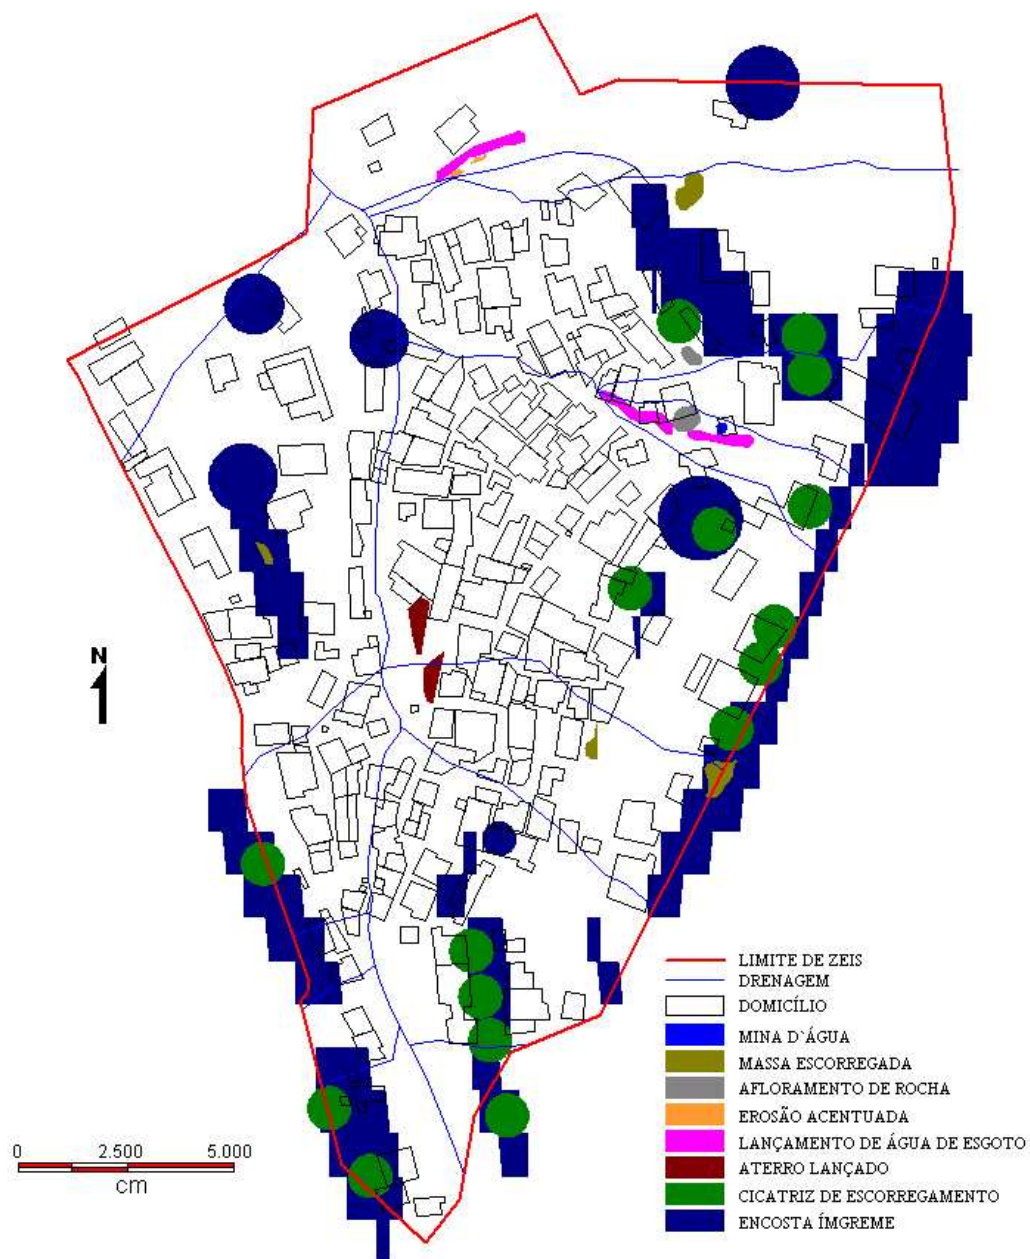 N
0 2.500 5.000
cm
LIMITE DE ZEIS
DRENAGEM
DOMICÍLIO
MINA D`ÁGUA
MASSA ESCORREGADA
AFLORAMENTO DE ROCHA
EROSÃO ACENTUADA
LANÇAMENTO DE ÁGUA DE ESGOTO
ATERRO LANÇADO
CICATRIZ DE ESCORREGAMENTO
ENCOSTA ÍMGREME